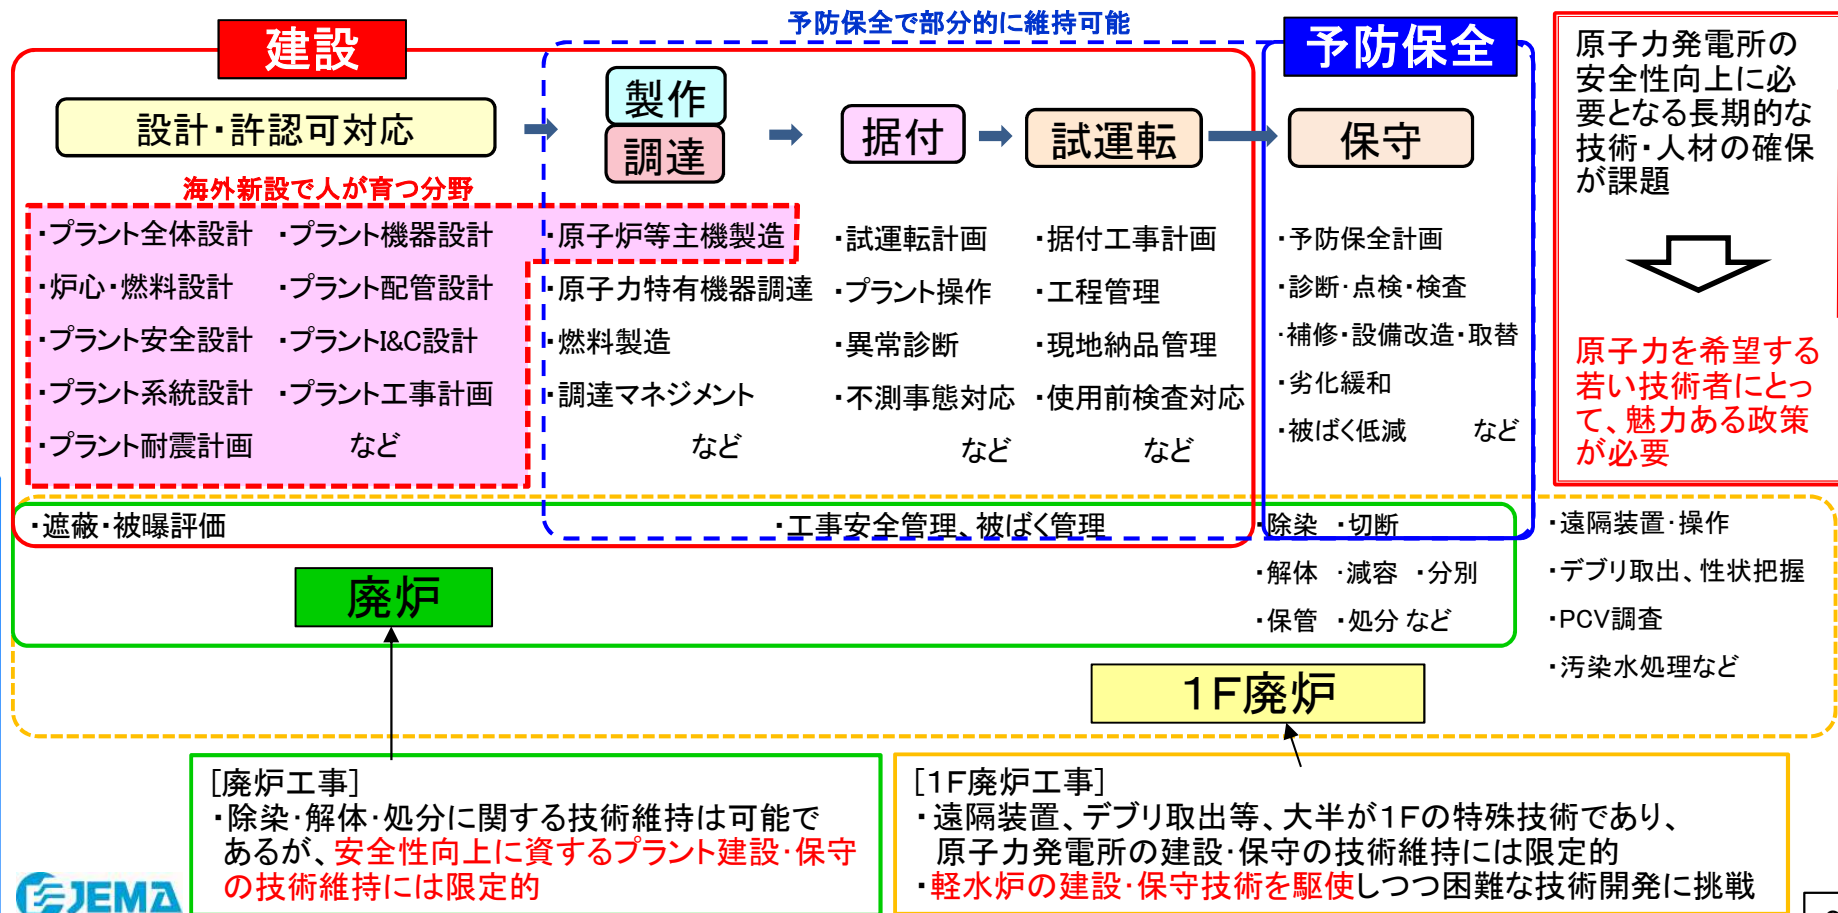 予防保全で部分的に維持可能
建設
予防保全
設計・許認可対応
製作
調達
据付
試運転
保守
海外新設で人が育つ分野
・プラント全体設計
・炉心・燃料設計
・プラント安全設計
・プラント系統設計
・プラント耐震計画
・プラント機器設計
・プラント配管設計
・プラントI&C設計
・プラント工事計画
など
・原子炉等主機製造
・原子力特有機器調達
・燃料製造
・調達マネジメント
など
・試運転計画
・プラント操作
・異常診断
・不測事態対応
など
・据付工事計画
・工程管理
・現地納品管理
・使用前検査対応
など
・予防保全計画
・診断・点検・検査
・補修・設備改造・取替
・劣化緩和
・被ばく低減 など
原子力発電所の
安全性向上に必
要となる長期的な
技術・人材の確保
が課題
原子力を希望する
若い技術者にとっ
て、魅力ある政策
が必要
・遮蔽・被曝評価
・工事安全管理、被ばく管理
・除染 ・切断
・解体 ・減容 ・分別
・保管 ・処分 など
・遠隔装置・操作
・デブリ取出、性状把握
・PCV調査
・汚染水処理など
廃炉
1F廃炉
[廃炉工事]
・除染・解体・処分に関する技術維持は可能で
あるが、安全性向上に資するプラント建設・保守
の技術維持には限定的
[1F廃炉工事]
・遠隔装置、デブリ取出等、大半が1Fの特殊技術であり、
原子力発電所の建設・保守の技術維持には限定的
・軽水炉の建設・保守技術を駆使しつつ困難な技術開発に挑戦
JEMA